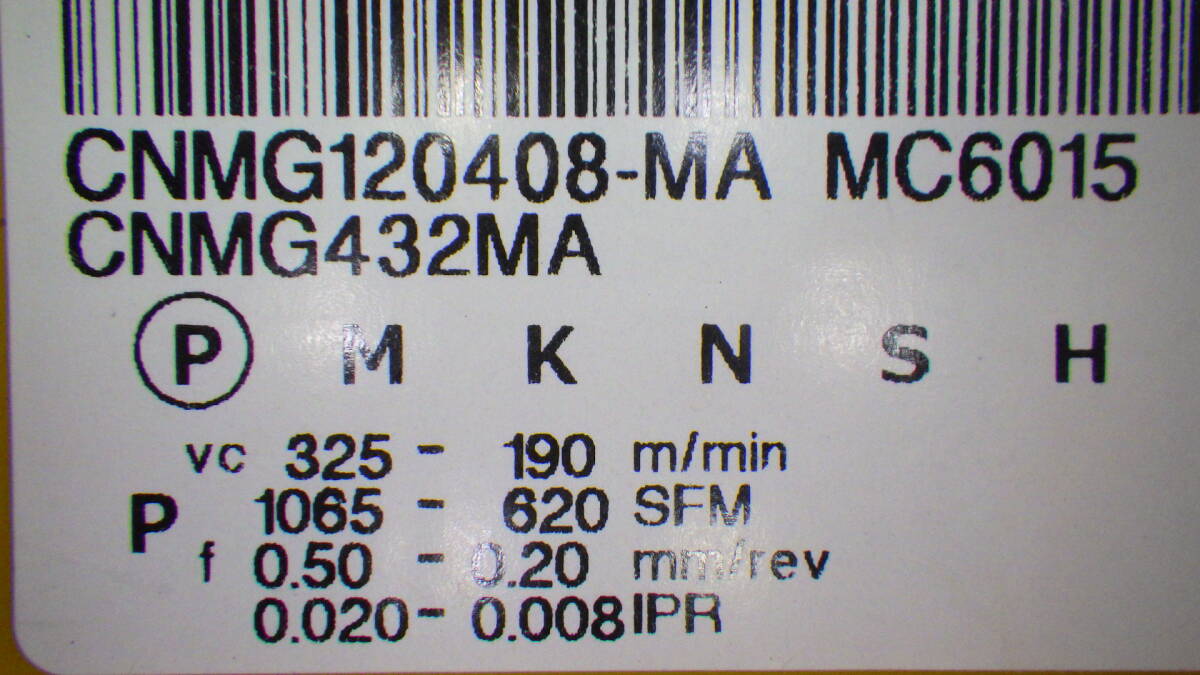 CNMG120408-MA MC6015
CNMG432MA
P M K N S H
vc 325 - 190 m/min
P 1065 - 620 SFM
f 0.50 - 0.20 mm/rev
0.020 - 0.008 IPR